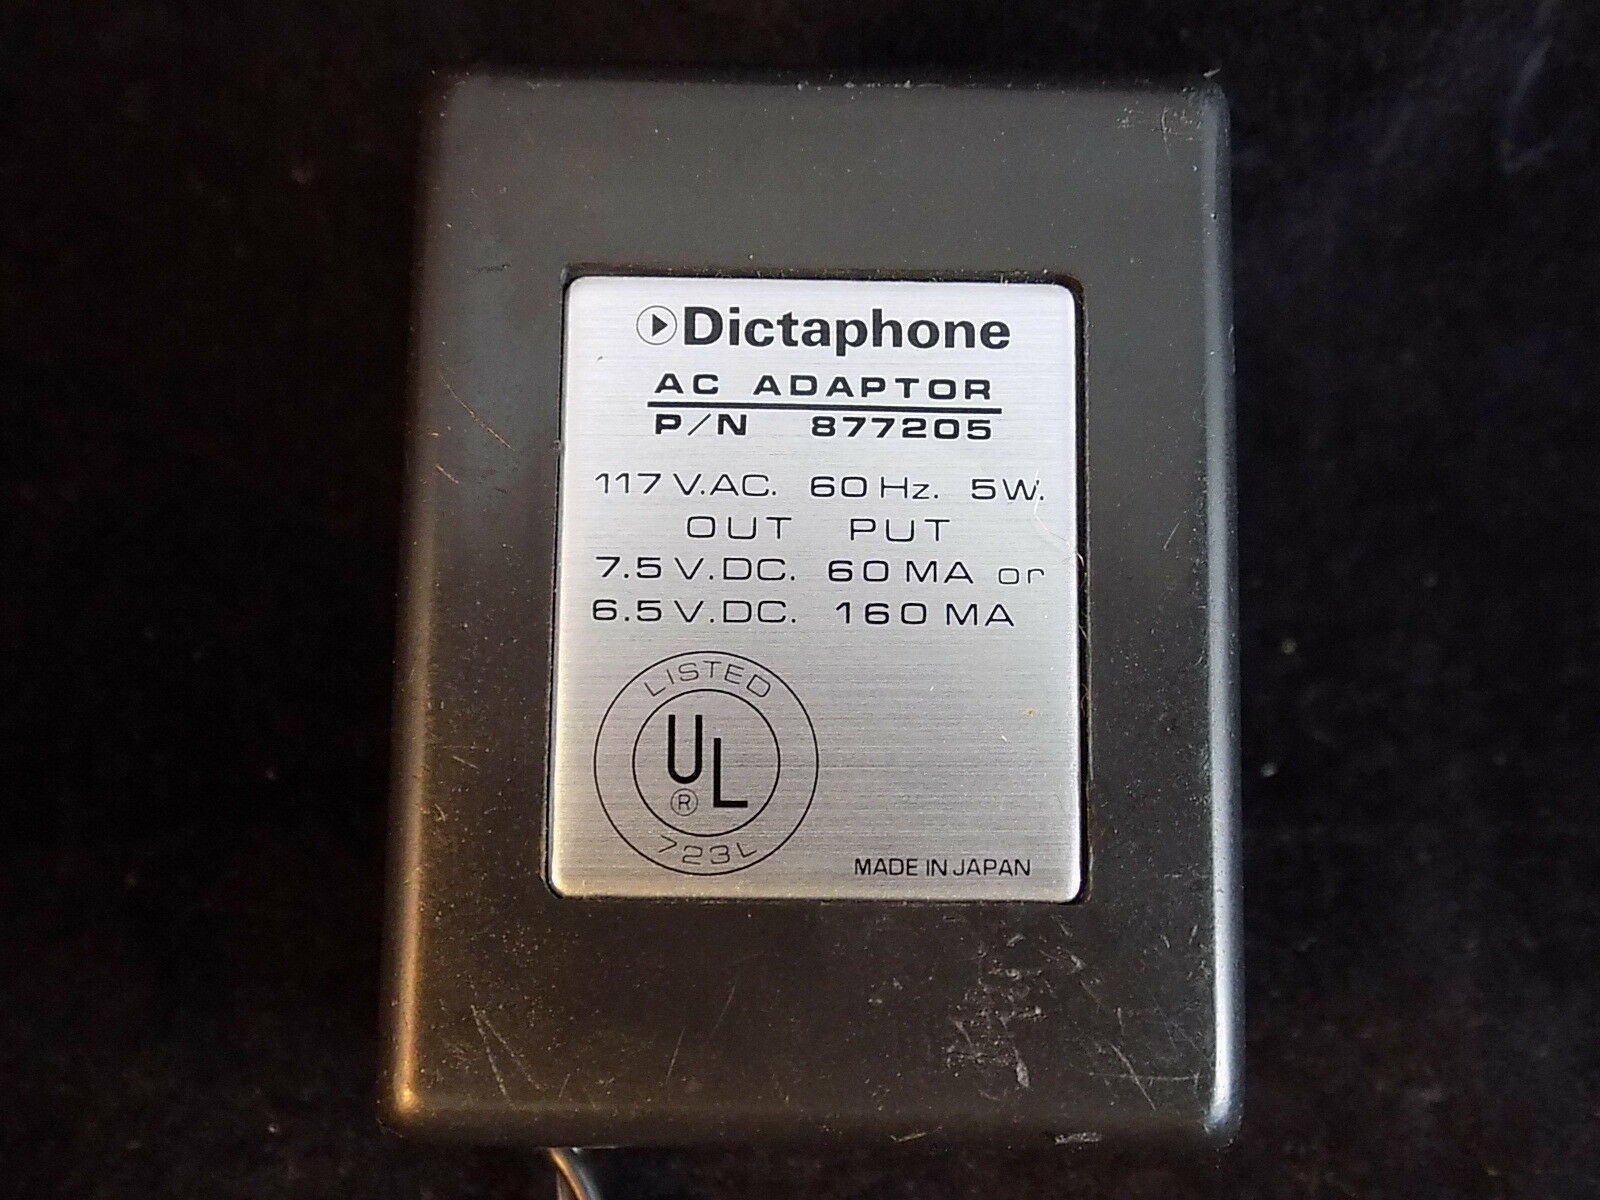 Dictaphone
AC ADAPTOR
P/N 877205
117 V.AC. 60 Hz. 5W.
OUT PUT
7.5 V.DC. 60 MA or
6.5 V.DC. 160 MA
LISTED
UL
®
723L
MADE IN JAPAN